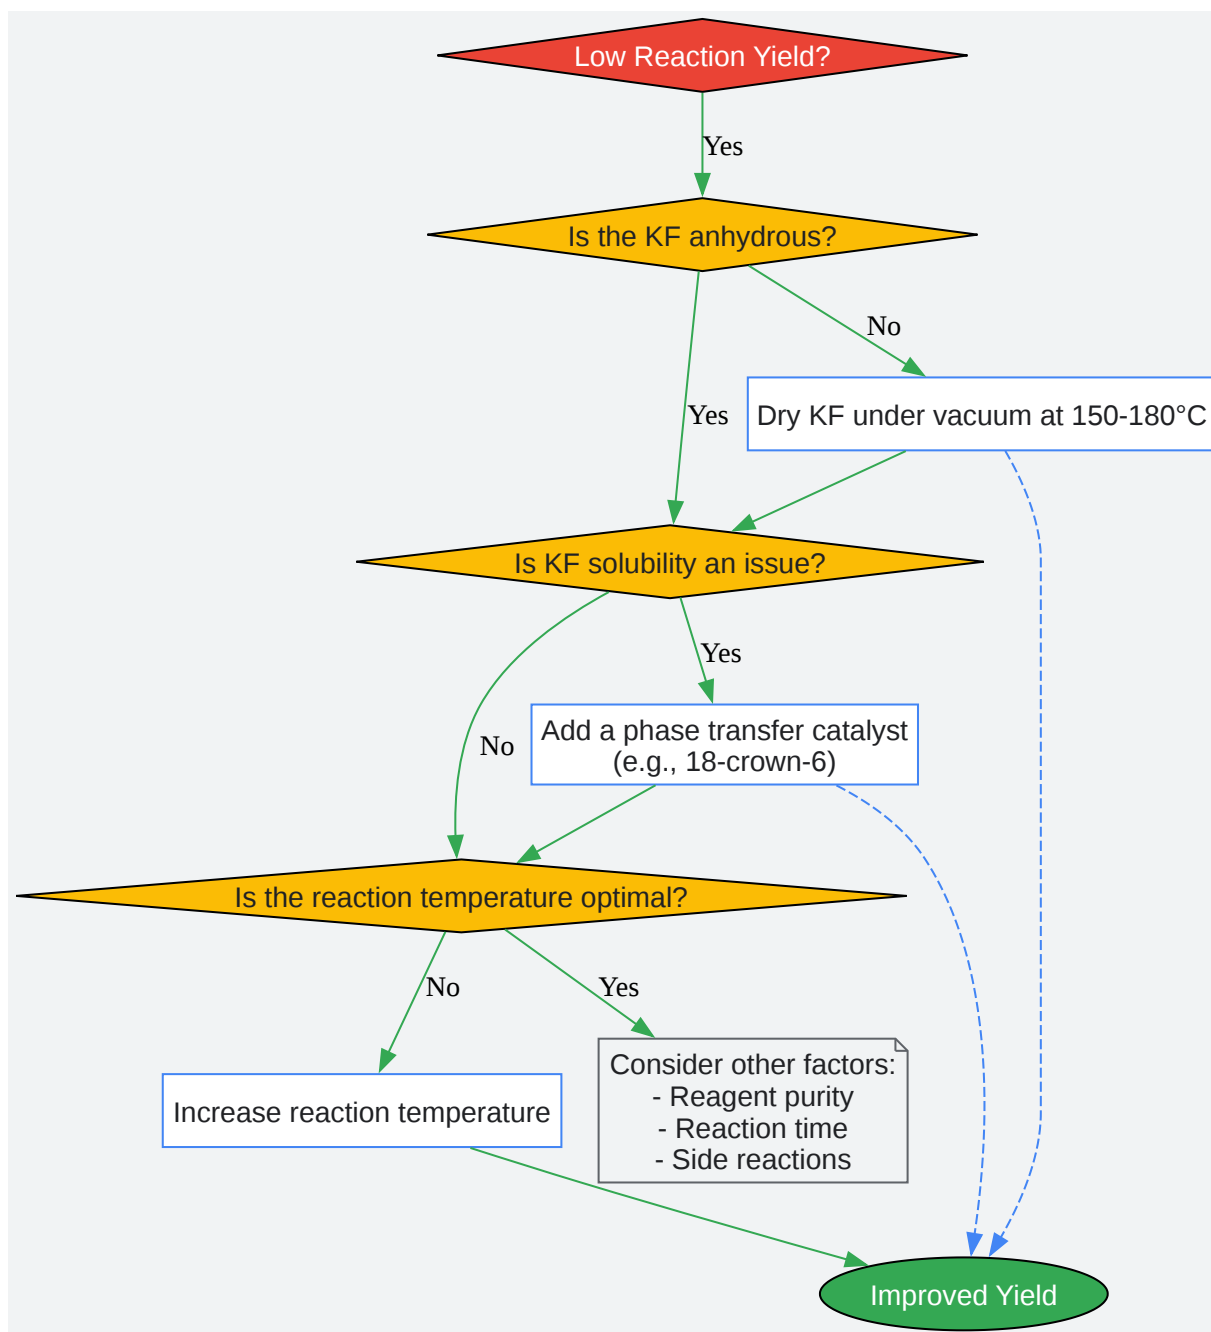 Low Reaction Yield?
Yes
Is the KF anhydrous?
No
Yes
Dry KF under vacuum at 150-180°C
Is KF solubility an issue?
Yes
No
Add a phase transfer catalyst
(e.g., 18-crown-6)
Is the reaction temperature optimal?
No
Yes
Increase reaction temperature
Consider other factors:
- Reagent purity
- Reaction time
- Side reactions
Improved Yield